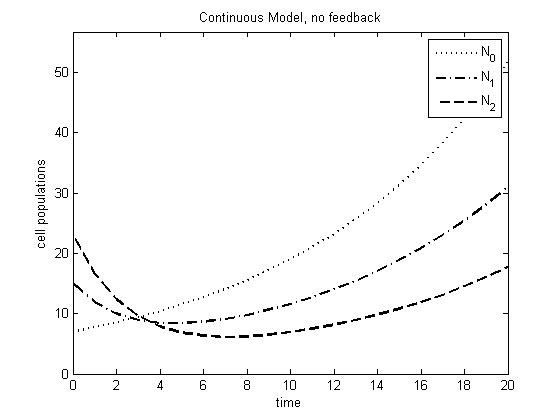 Continuous Model, no feedback
N0
N1
N2
50
40
30
20
10
0
cell populations
0 2 4 6 8 10 12 14 16 18 20
time